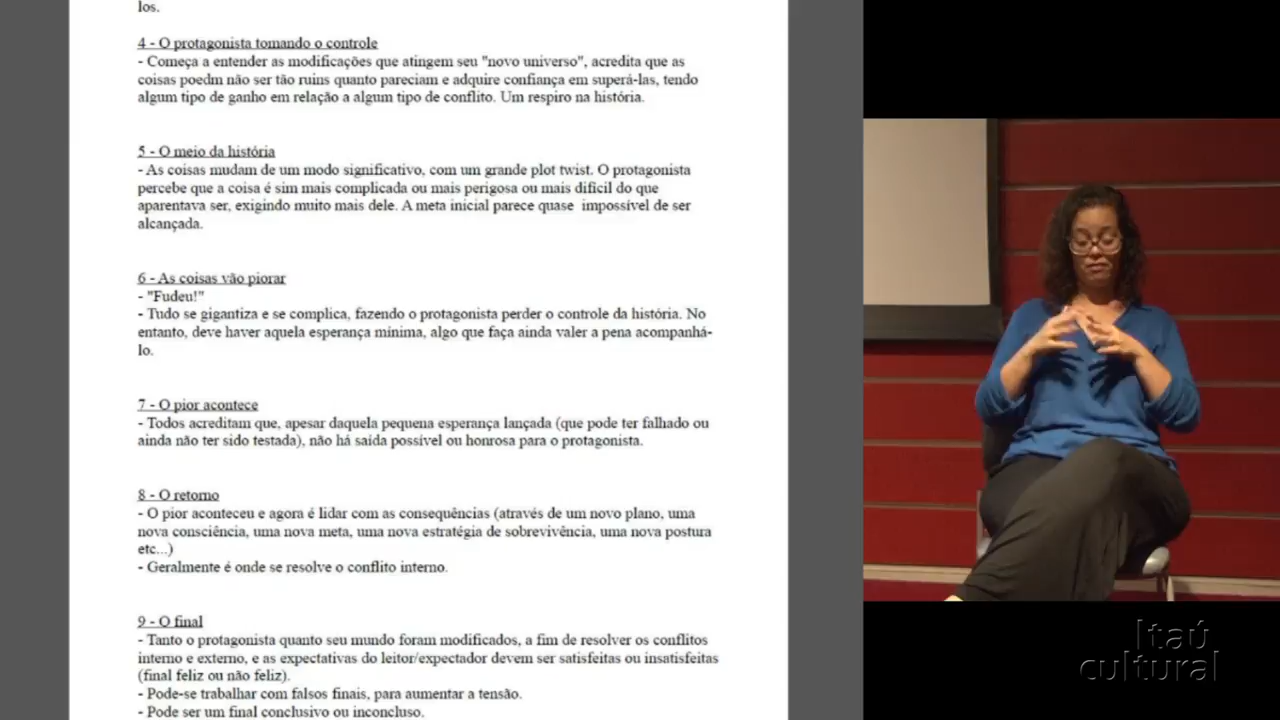 los.
4 - O protagonista tomando o controle
- Começa a entender as modificações que atingem seu "novo universo", acredita que as
coisas poedm não ser tão ruins quanto pareciam e adquire confiança em superá-las, tendo
algum tipo de ganho em relação a algum tipo de conflito. Um respiro na história.
5 - O meio da história
- As coisas mudam de um modo significativo, com um grande plot twist. O protagonista
percebe que a coisa é sim mais complicada ou mais perigosa ou mais difícil do que
aparentava ser, exigindo muito mais dele. A meta inicial parece quase  impossível de ser
alcançada.
6 - As coisas vão piorar
- "Fudeu!"
- Tudo se gigantiza e se complica, fazendo o protagonista perder o controle da história. No
entanto, deve haver aquela esperança mínima, algo que faça ainda valer a pena acompanhá-
lo.
7 - O pior acontece
- Todos acreditam que, apesar daquela pequena esperança lançada (que pode ter falhado ou
ainda não ter sido testada), não há saída possível ou honrosa para o protagonista.
8 - O retorno
- O pior aconteceu e agora é lidar com as consequências (através de um novo plano, uma
nova consciência, uma nova meta, uma nova estratégia de sobrevivência, uma nova postura
etc...)
- Geralmente é onde se resolve o conflito interno.
9 - O final
- Tanto o protagonista quanto seu mundo foram modificados, a fim de resolver os conflitos
interno e externo, e as expectativas do leitor/expectador devem ser satisfeitas ou insatisfeitas
(final feliz ou não feliz).
- Pode-se trabalhar com falsos finais, para aumentar a tensão.
- Pode ser um final conclusivo ou inconcluso.
Itaú
cultural